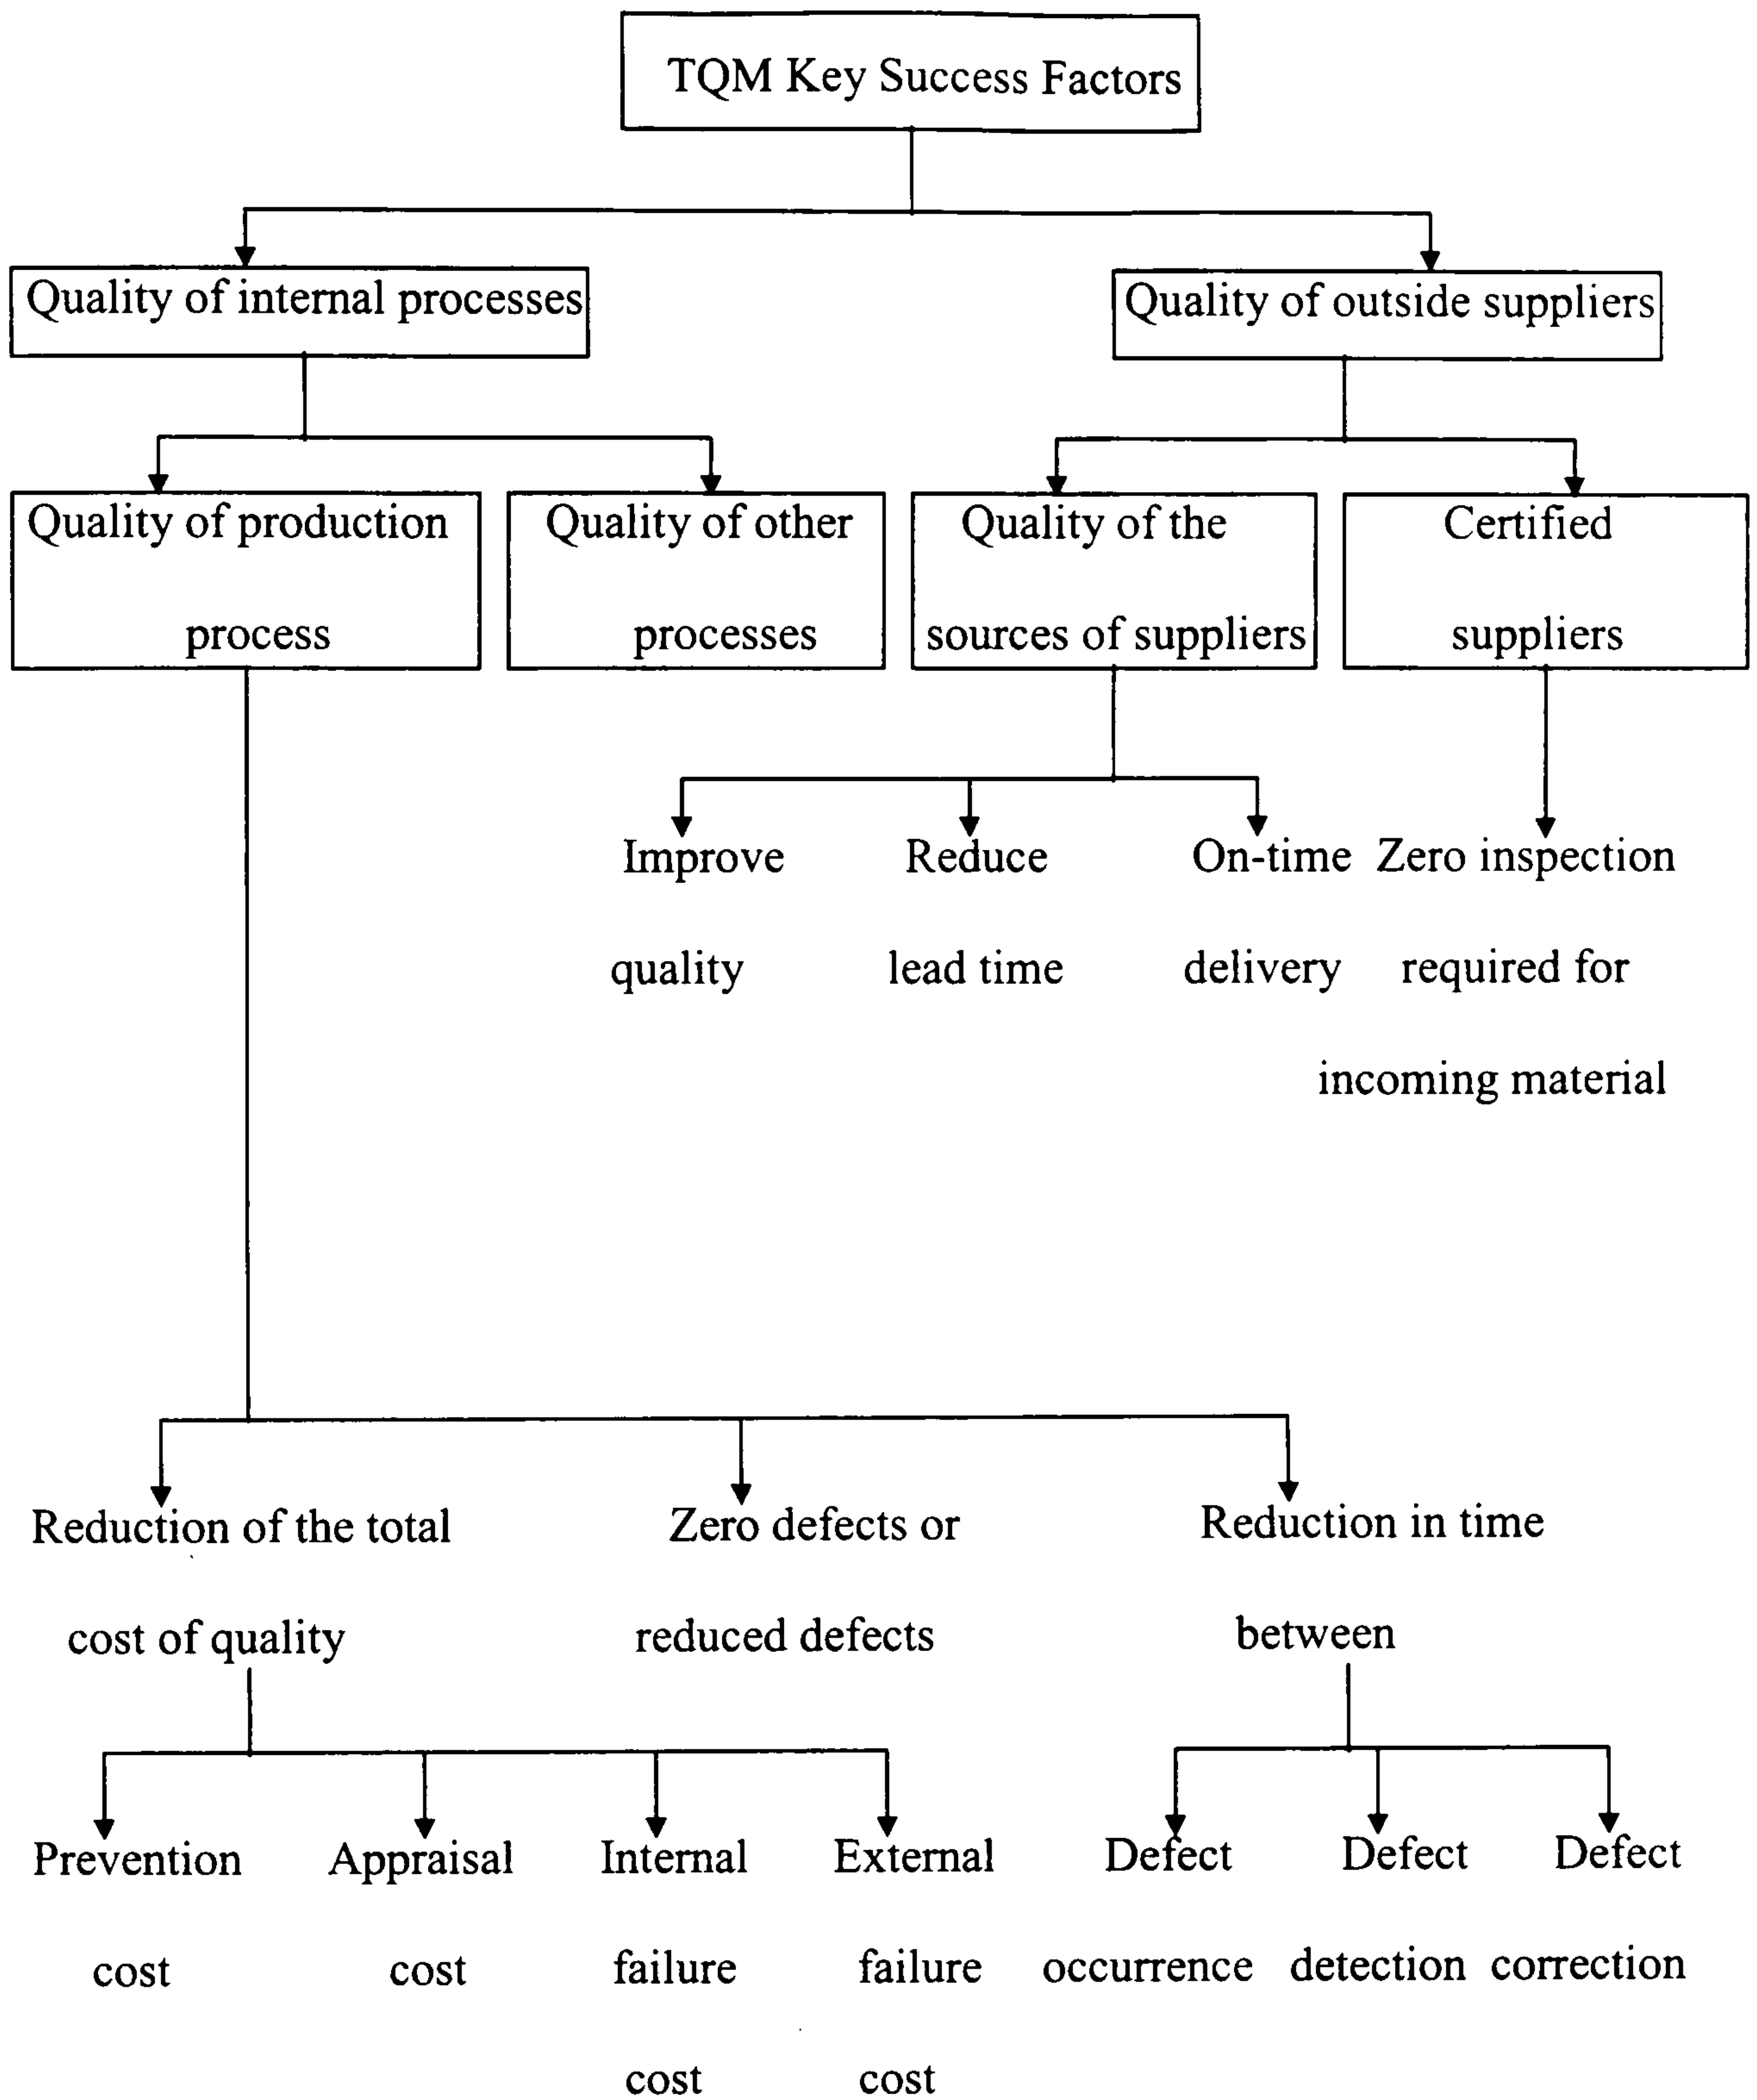 TQM Key Success Factors
Quality of internal processes
Quality of outside suppliers
Quality of production
process
Quality of other
processes
Quality of the
sources of suppliers
Certified
suppliers
Improve
quality
Reduce
lead time
On-time
delivery
Zero inspection
required for
incoming material
Reduction of the total
cost of quality
Zero defects or
reduced defects
Reduction in time
between
Prevention
cost
Appraisal
cost
Internal
failure
cost
External
failure
cost
Defect
occurrence
Defect
detection
Defect
correction